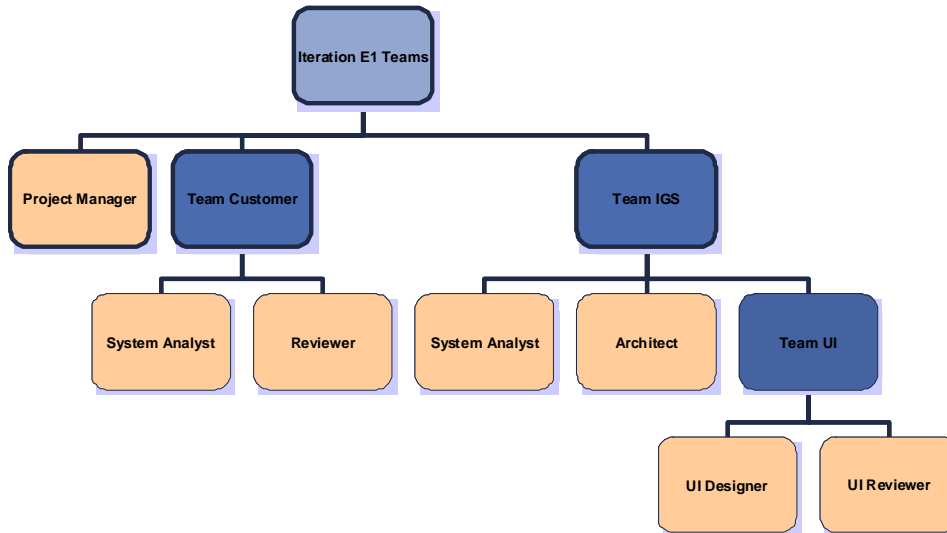 Iteration E1 Teams
Project Manager
Team Customer
Team IGS
System Analyst
Reviewer
System Analyst
Architect
Team UI
UI Designer
UI Reviewer